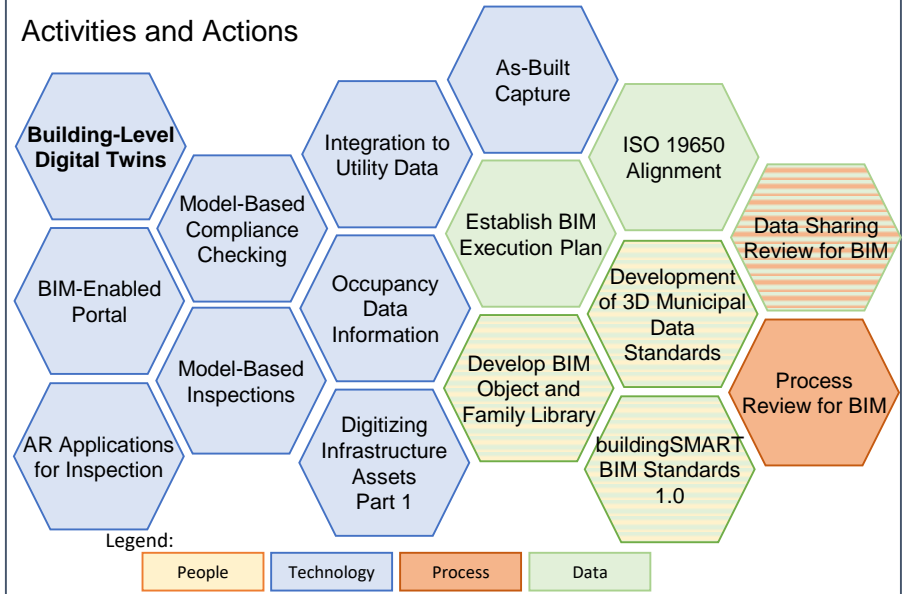 Activities and Actions
Building-Level
Digital Twins
BIM-Enabled
Portal
AR Applications
for Inspection
Model-Based
Compliance
Checking
Model-Based
Inspections
Integration to
Utility Data
Occupancy
Data
Information
Digitizing
Infrastructure
Assets
Part 1
As-Built
Capture
Establish BIM
Execution Plan
Develop BIM
Object and
Family Library
ISO 19650
Alignment
Development
of 3D Municipal
Data
Standards
buildingSMART
BIM Standards
1.0
Data Sharing
Review for BIM
Process
Review for BIM
Legend:
People
Technology
Process
Data